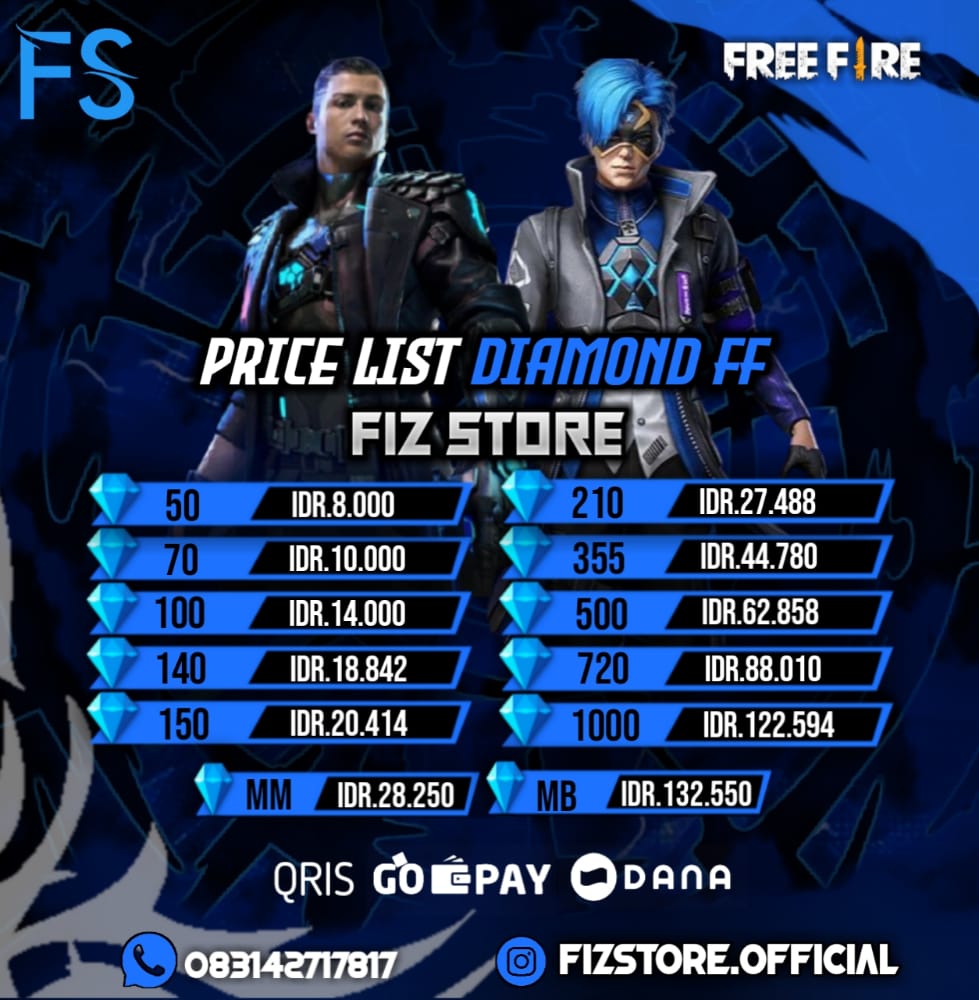 FS
FREE FIRE
PRICE LIST DIAMOND FF
FIZ STORE
50 IDR.8.000
70 IDR.10.000
100 IDR.14.000
140 IDR.18.842
150 IDR.20.414
210 IDR.27.488
355 IDR.44.780
500 IDR.62.858
720 IDR.88.010
1000 IDR.122.594
MM IDR.28.250
MB IDR.132.550
QRIS GOPAY DANA
083142717817
FIZSTORE.OFFICIAL